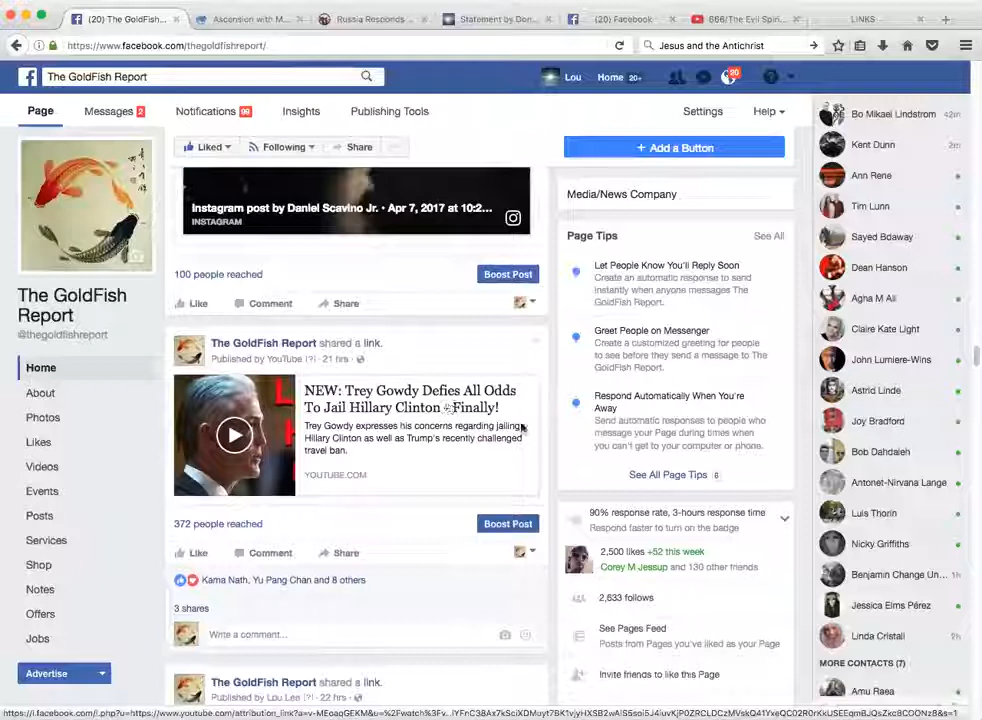 (20) The GoldFish...
Ascension with M...
Russia Responds ...
Statement by Don...
(20) Facebook
666/The Evil Spiri...
LINKS
https://www.facebook.com/thegoldfishreport/
Jesus and the Antichrist
The GoldFish Report
Lou
Home 20+
20
Page
Messages 2
Notifications 99
Insights
Publishing Tools
Settings
Help
Liked
Following
Share
+ Add a Button
The GoldFish
Report
@thegoldfishreport
Home
About
Photos
Likes
Videos
Events
Posts
Services
Shop
Notes
Offers
Jobs
Advertise
Instagram post by Daniel Scavino Jr. • Apr 7, 2017 at 10:2...
INSTAGRAM
100 people reached
Boost Post
Like
Comment
Share
The GoldFish Report shared a link.
Published by YouTube [?] · 21 hrs ·
NEW: Trey Gowdy Defies All Odds
To Jail Hillary Clinton Finally!
Trey Gowdy expresses his concerns regarding jailing
Hillary Clinton as well as Trump's recently challenged
travel ban.
YOUTUBE.COM
372 people reached
Boost Post
Like
Comment
Share
Kama Nath, Yu Pang Chan and 8 others
3 shares
Write a comment...
The GoldFish Report shared a link.
Published by Lou Lee [?] · 22 hrs ·
Media/News Company
Page Tips
See All
Let People Know You'll Reply Soon
Create an automatic response to send
instantly when anyone messages The
GoldFish Report.
Greet People on Messenger
Create a customized greeting for people
to see before they send a message to The
GoldFish Report.
Respond Automatically When You're
Away
Send automatic responses to people who
message your Page during times when
you can't get to your computer or phone.
See All Page Tips 6
90% response rate, 3-hours response time
Respond faster to turn on the badge
2,500 likes +52 this week
Corey M Jessup and 130 other friends
2,633 follows
See Pages Feed
Posts from Pages you've liked as your Page
Invite friends to like this Page
Bo Mikael Lindstrom 42m
Kent Dunn 2m
Ann Rene
Tim Lunn
Sayed Bdaway
Dean Hanson
Agha M Ali
Claire Kate Light
John Lumiere-Wins
Astrid Linde
Joy Bradford
Bob Dahdaleh
Antonet-Nirvana Lange
Luis Thorin
Nicky Griffiths
Benjamin Change Un... 1h
Jessica Elms Pérez
Linda Cristall 2h
MORE CONTACTS (7)
Amu Raea